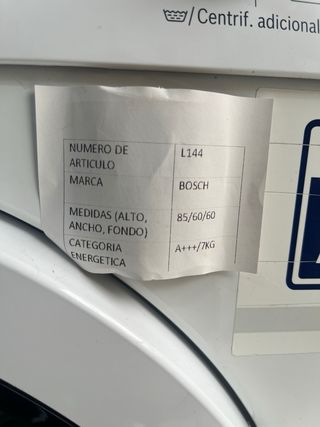 / Centrif. adicional
NUMERO DE ARTICULO L144
MARCA BOSCH
MEDIDAS (ALTO, ANCHO, FONDO) 85/60/60
CATEGORIA ENERGETICA A+++/7KG